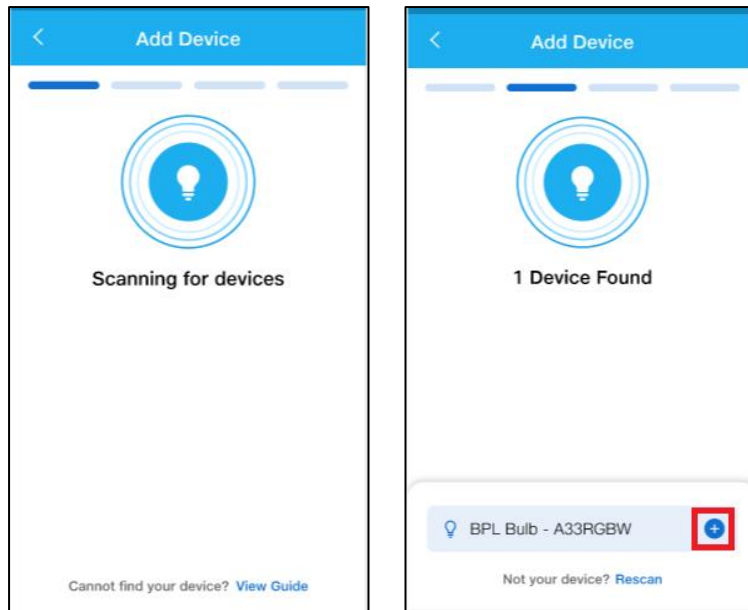 Add Device
Scanning for devices
Cannot find your device? View Guide
Add Device
1 Device Found
BPL Bulb - A33RGBW
Not your device? Rescan